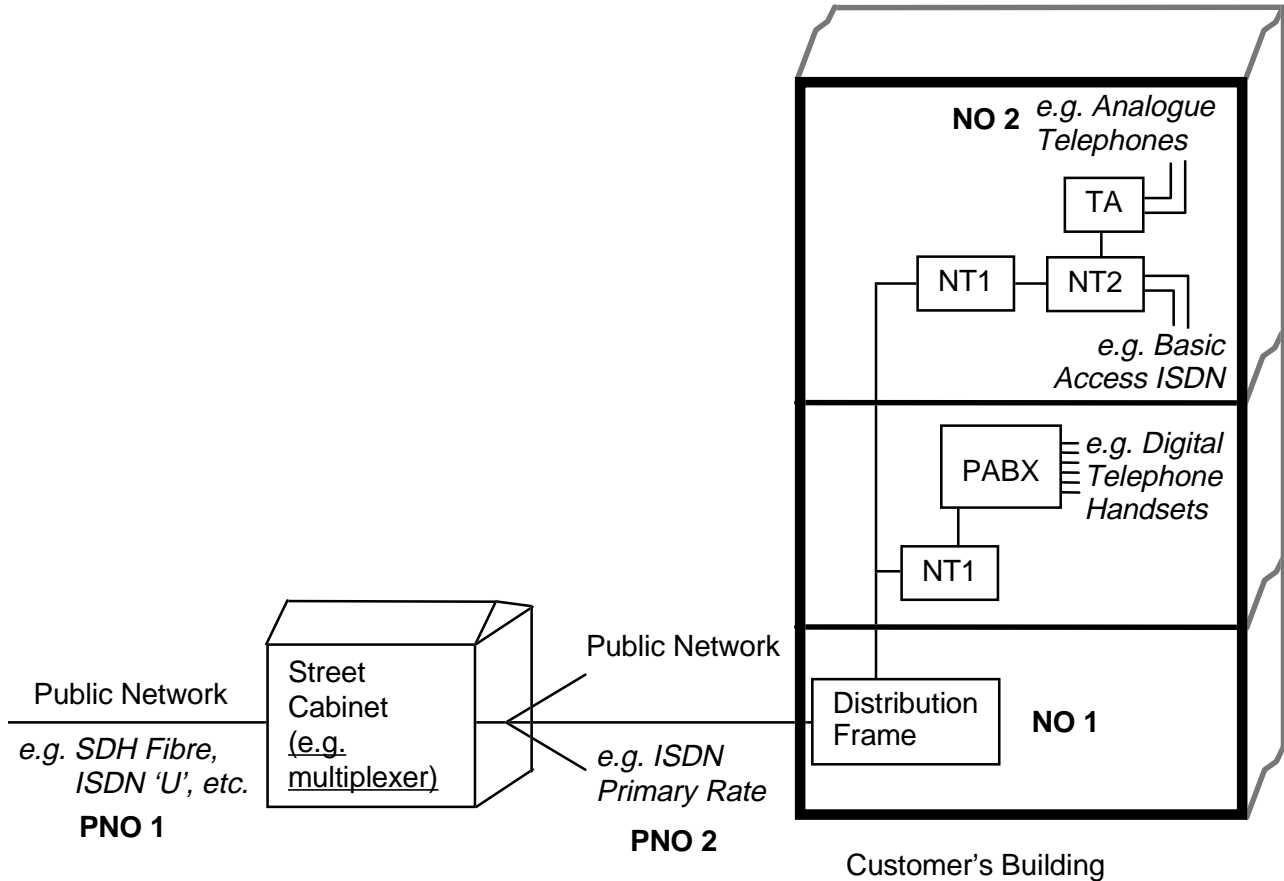 NO 2
e.g. Analogue
Telephones
TA
NT1
NT2
e.g. Basic
Access ISDN
PABX
e.g. Digital
Telephone
Handsets
NT1
Public Network
Street
Cabinet
(e.g.
multiplexer)
Public Network
e.g. SDH Fibre,
ISDN ‘U’, etc.
PNO 1
e.g. ISDN
Primary Rate
PNO 2
Distribution
Frame
NO 1
Customer’s Building